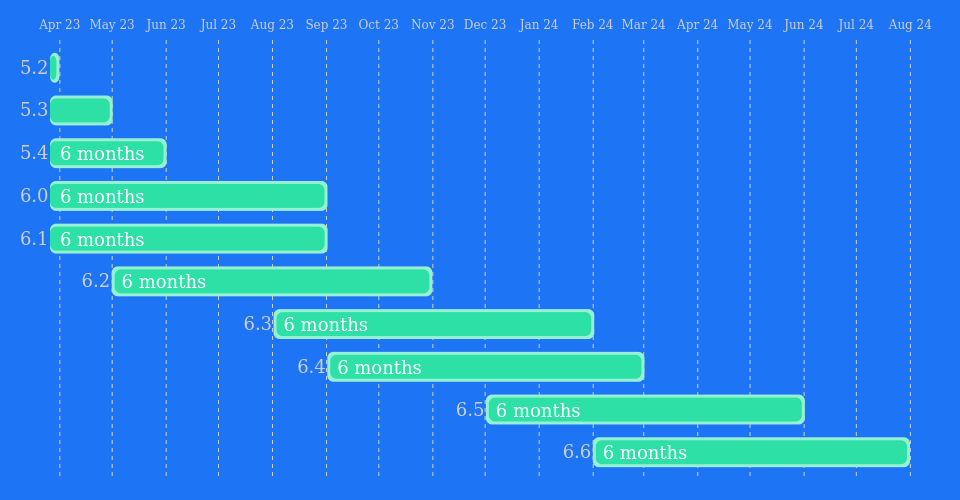 Apr 23 May 23 Jun 23 Jul 23 Aug 23 Sep 23 Oct 23 Nov 23 Dec 23 Jan 24 Feb 24 Mar 24 Apr 24 May 24 Jun 24 Jul 24 Aug 24
5.2
5.3
5.4 6 months
6.0 6 months
6.1 6 months
6.2 6 months
6.3 6 months
6.4 6 months
6.5 6 months
6.6 6 months